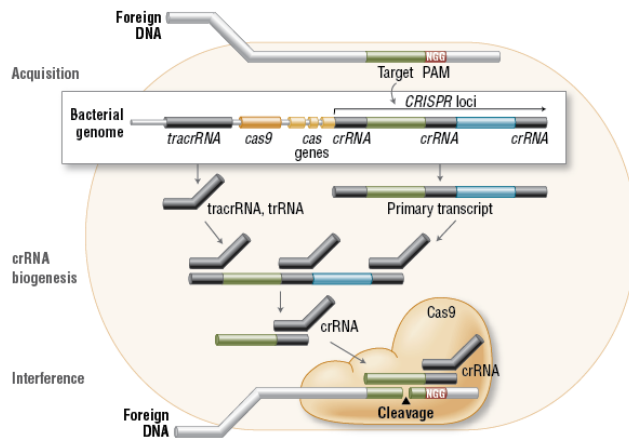 Foreign
DNA
NGG
Acquisition
Target PAM
CRISPR loci
Bacterial
genome
tracrRNA
cas9
cas
genes
crRNA
crRNA
crRNA
tracrRNA, trRNA
Primary transcript
crRNA
biogenesis
Cas9
crRNA
crRNA
Interference
NGG
Cleavage
Foreign
DNA